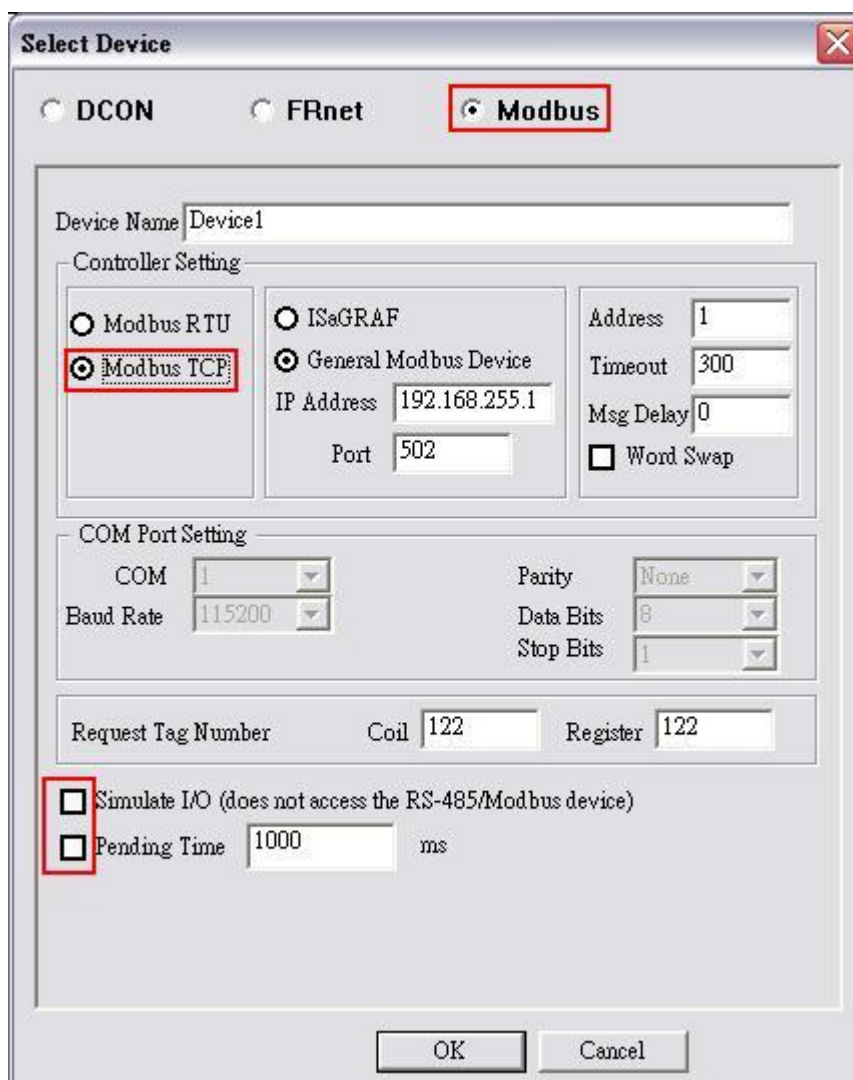 Select Device
DCON FRnet Modbus
Device Name Device1
Controller Setting
Modbus RTU
Modbus TCP
ISaGRAF
General Modbus Device
IP Address 192.168.255.1
Port 502
Address 1
Timeout 300
Msg Delay 0
Word Swap
COM Port Setting
COM 1
Baud Rate 115200
Parity None
Data Bits 8
Stop Bits 1
Request Tag Number Coil 122 Register 122
Simulate I/O (does not access the RS-485/Modbus device)
Pending Time 1000 ms
OK Cancel